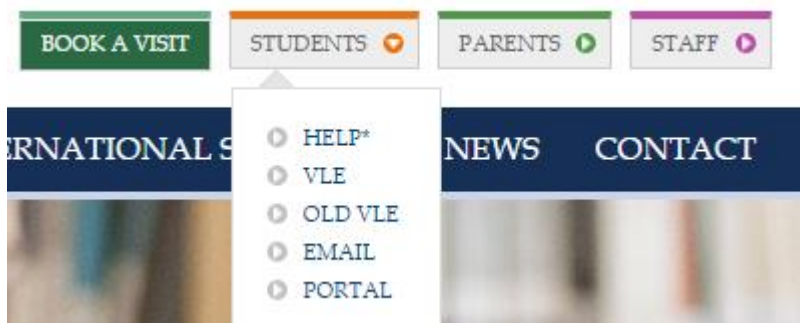 BOOK A VISIT
STUDENTS
PARENTS
STAFF
NEWS
CONTACT
HELP*
VLE
OLD VLE
EMAIL
PORTAL